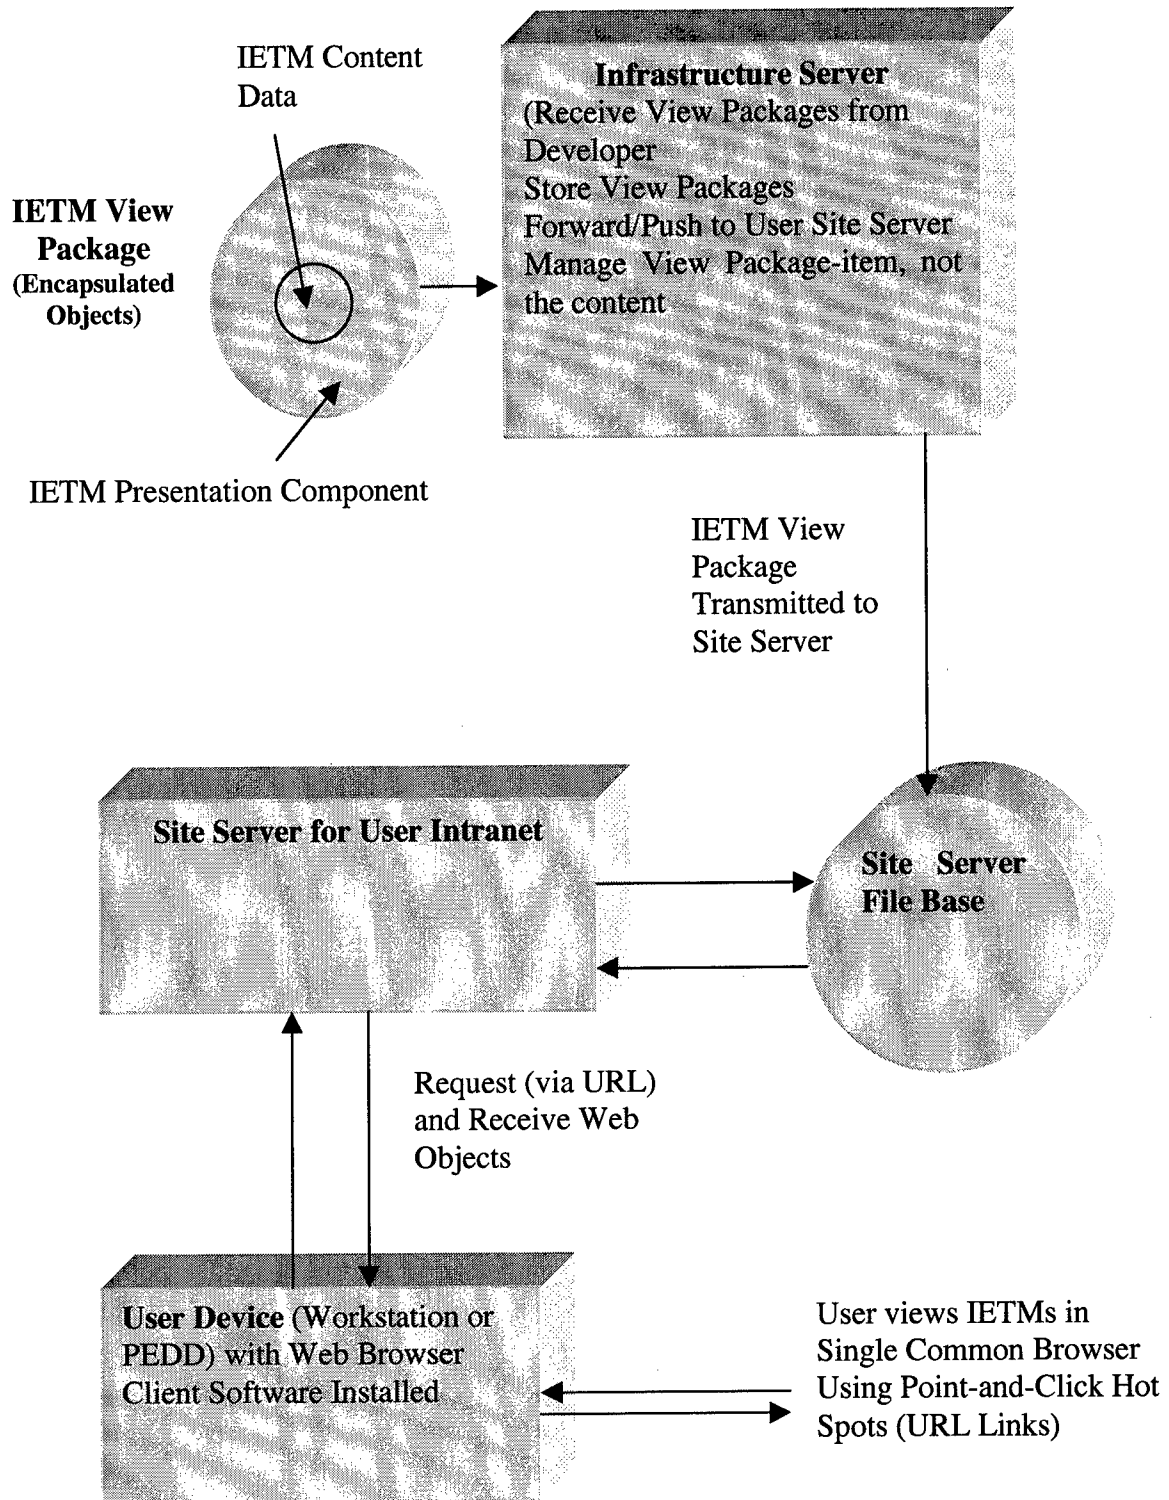 IETM Content
Data
IETM View
Package
(Encapsulated
Objects)
IETM Presentation Component
Infrastructure Server
(Receive View Packages from
Developer
Store View Packages
Forward/Push to User Site Server
Manage View Package-item, not
the content
IETM View
Package
Transmitted to
Site Server
Site Server for User Intranet
Site Server
File Base
Request (via URL)
and Receive Web
Objects
User Device (Workstation or
PEDD) with Web Browser
Client Software Installed
User views IETMs in
Single Common Browser
Using Point-and-Click Hot
Spots (URL Links)